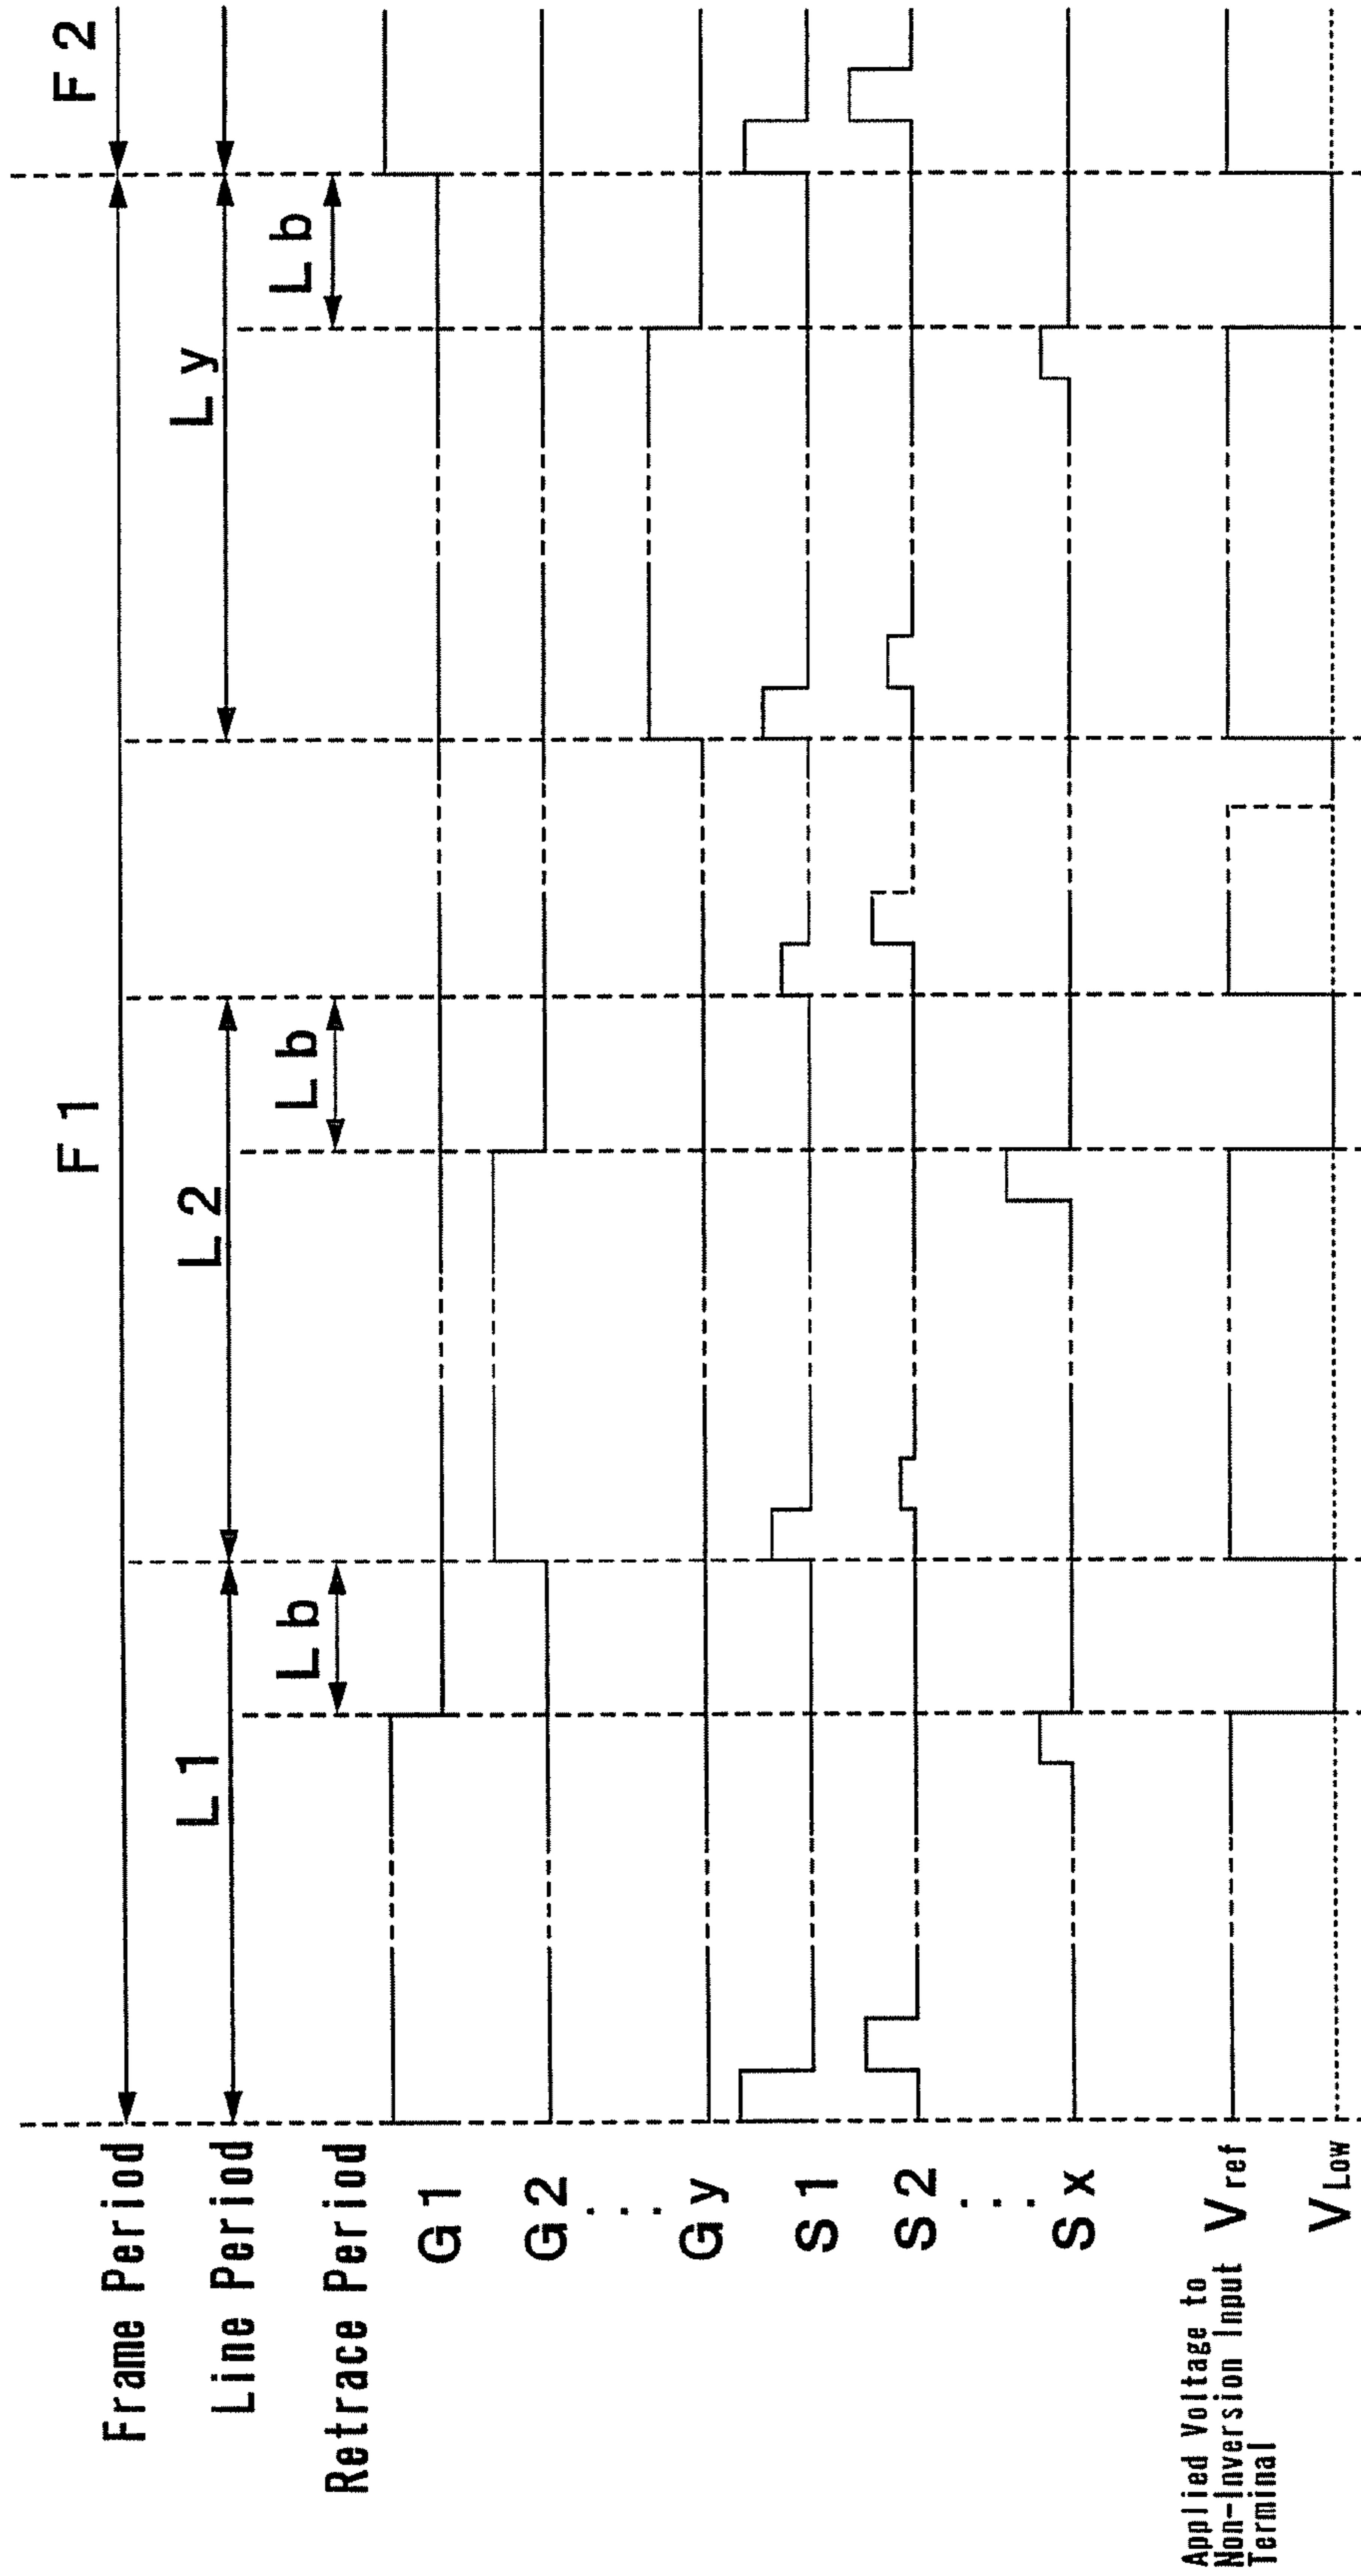 F1
F2
Frame Period
L1
L2
Ly
Line Period
Lb
Lb
Lb
Retrace Period
G1
G2
Gy
S1
S2
Sx
Applied Voltage to
Non-Inversion Input
Terminal
Vref
VLow